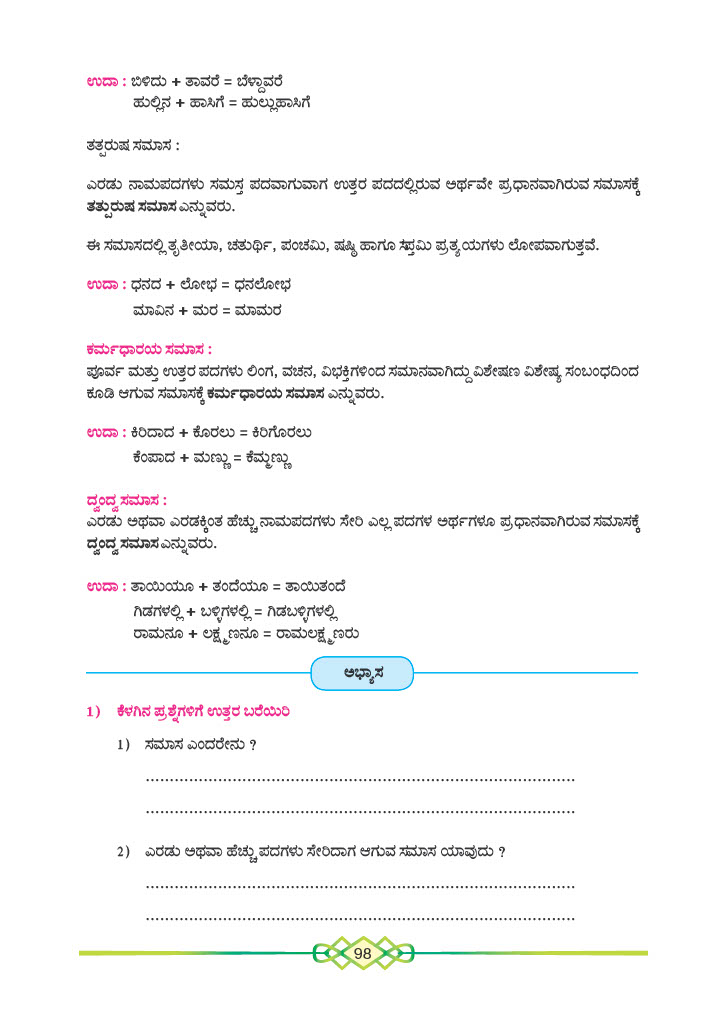 ಉದಾ : ಬಿಳಿದು + ತಾವರೆ = ಬೆಳ್ದಾವರೆ
ಹುಲ್ಲಿನ + ಹಾಸಿಗೆ = ಹುಲ್ಲುಹಾಸಿಗೆ
ತತ್ಪರುಷ ಸಮಾಸ :
ಎರಡು ನಾಮಪದಗಳು ಸಮಸ್ತ ಪದವಾಗುವಾಗ ಉತ್ತರ ಪದದಲ್ಲಿರುವ ಅರ್ಥವೇ ಪ್ರಧಾನವಾಗಿರುವ ಸಮಾಸಕ್ಕೆ
ತತ್ಪುರುಷ ಸಮಾಸ ಎನ್ನುವರು.
ಈ ಸಮಾಸದಲ್ಲಿ ತೃತೀಯಾ, ಚತುರ್ಥಿ, ಪಂಚಮಿ, ಷಷ್ಠಿ ಹಾಗೂ ಸಪ್ತಮಿ ಪ್ರತ್ಯಯಗಳು ಲೋಪವಾಗುತ್ತವೆ.
ಉದಾ : ಧನದ + ಲೋಭ = ಧನಲೋಭ
ಮಾವಿನ + ಮರ = ಮಾಮರ
ಕರ್ಮಧಾರಯ ಸಮಾಸ :
ಪೂರ್ವ ಮತ್ತು ಉತ್ತರ ಪದಗಳು ಲಿಂಗ, ವಚನ, ವಿಭಕ್ತಿಗಳಿಂದ ಸಮಾನವಾಗಿದ್ದು ವಿಶೇಷಣ ವಿಶೇಷ್ಯ ಸಂಬಂಧದಿಂದ
ಕೂಡಿ ಆಗುವ ಸಮಾಸಕ್ಕೆ ಕರ್ಮಧಾರಯ ಸಮಾಸ ಎನ್ನುವರು.
ಉದಾ : ಕಿರಿದಾದ + ಕೊರಲು = ಕಿರಿಗೊರಲು
ಕೆಂಪಾದ + ಮಣ್ಣು = ಕೆಮ್ಮಣ್ಣು
ದ್ವಂದ್ವ ಸಮಾಸ :
ಎರಡು ಅಥವಾ ಎರಡಕ್ಕಿಂತ ಹೆಚ್ಚು ನಾಮಪದಗಳು ಸೇರಿ ಎಲ್ಲ ಪದಗಳ ಅರ್ಥಗಳೂ ಪ್ರಧಾನವಾಗಿರುವ ಸಮಾಸಕ್ಕೆ
ದ್ವಂದ್ವ ಸಮಾಸ ಎನ್ನುವರು.
ಉದಾ : ತಾಯಿಯೂ + ತಂದೆಯೂ = ತಾಯಿತಂದೆ
ಗಿಡಗಳಲ್ಲಿ + ಬಳ್ಳಿಗಳಲ್ಲಿ = ಗಿಡಬಳ್ಳಿಗಳಲ್ಲಿ
ರಾಮನೂ + ಲಕ್ಷ್ಮಣನೂ = ರಾಮಲಕ್ಷ್ಮಣರು
ಅಭ್ಯಾಸ
1) ಕೆಳಗಿನ ಪ್ರಶ್ನೆಗಳಿಗೆ ಉತ್ತರ ಬರೆಯಿರಿ
1) ಸಮಾಸ ಎಂದರೇನು ?
..........................................................................................
..........................................................................................
2) ಎರಡು ಅಥವಾ ಹೆಚ್ಚು ಪದಗಳು ಸೇರಿದಾಗ ಆಗುವ ಸಮಾಸ ಯಾವುದು ?
..........................................................................................
..........................................................................................
98